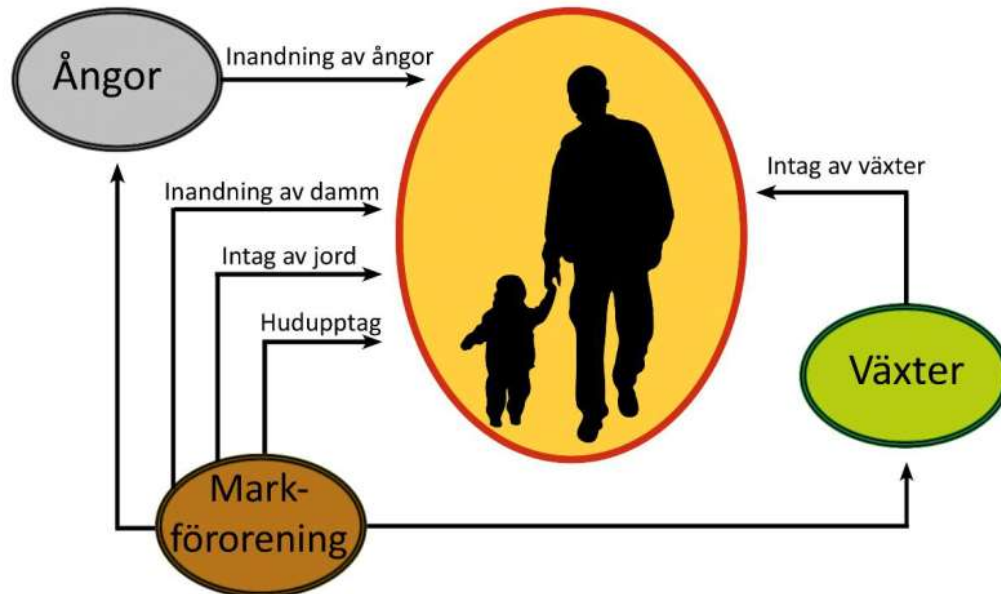 Ångor
Inandning av ångor
Intag av växter
Inandning av damm
Intag av jord
Hudupptag
Växter
Mark-
förorening